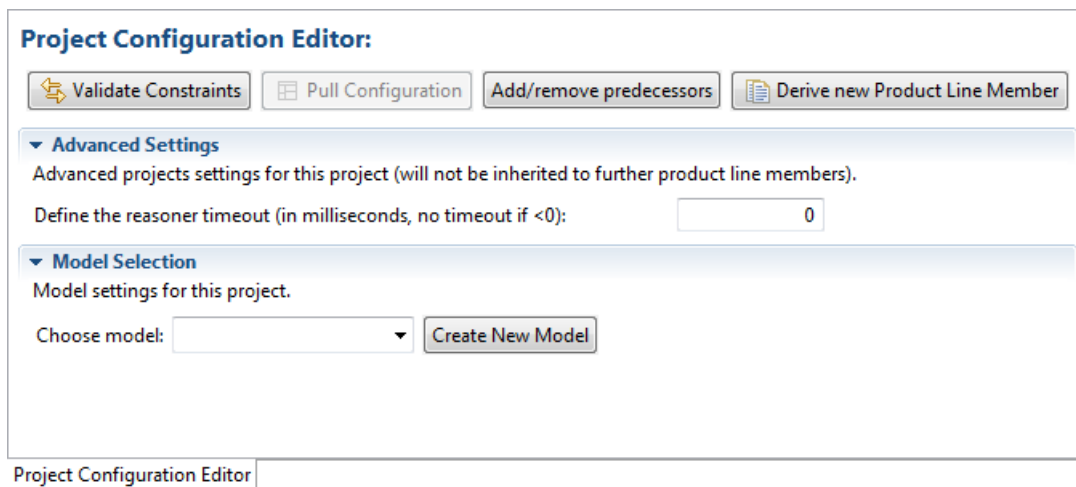 Project Configuration Editor:
Validate Constraints Pull Configuration Add/remove predecessors Derive new Product Line Member
Advanced Settings
Advanced projects settings for this project (will not be inherited to further product line members).
Define the reasoner timeout (in milliseconds, no timeout if <0): 0
Model Selection
Model settings for this project.
Choose model: Create New Model
Project Configuration Editor